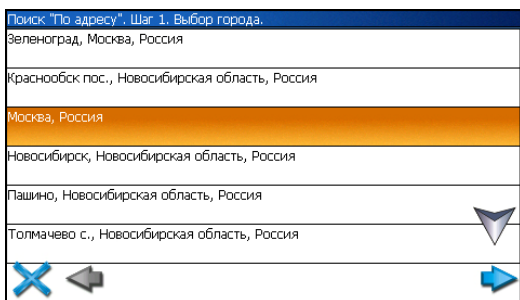 Поиск "По адресу". Шаг 1. Выбор города.
Зеленоград, Москва, Россия
Краснообск пос., Новосибирская область, Россия
Москва, Россия
Новосибирск, Новосибирская область, Россия
Пашино, Новосибирская область, Россия
Толмачево с., Новосибирская область, Россия